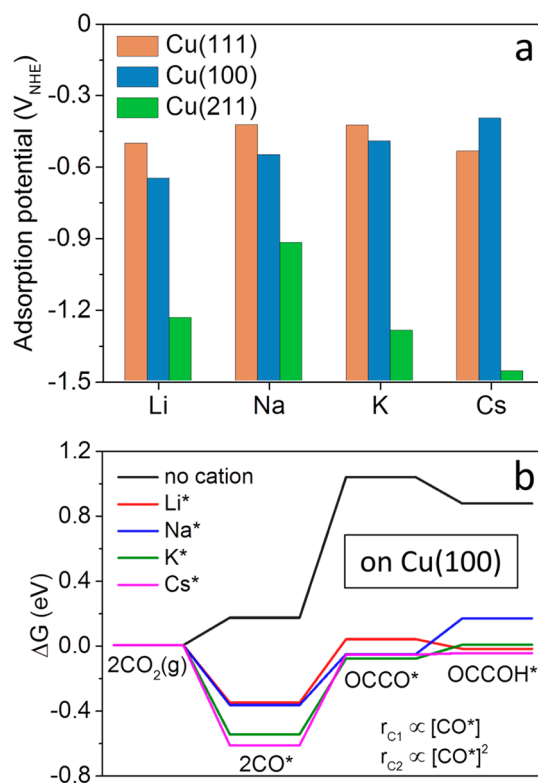 a
Cu(111)
Cu(100)
Cu(211)
Adsorption potential (V_NHE)
0
-0.3
-0.6
-0.9
-1.2
-1.5
Li Na K Cs
b
no cation
Li*
Na*
K*
Cs*
on Cu(100)
ΔG (eV)
1.2
0.8
0.4
0.0
-0.4
-0.8
2CO₂(g)
2CO*
OCCO*
OCCOH*
r_C1 ∝ [CO*]
r_C2 ∝ [CO*]²